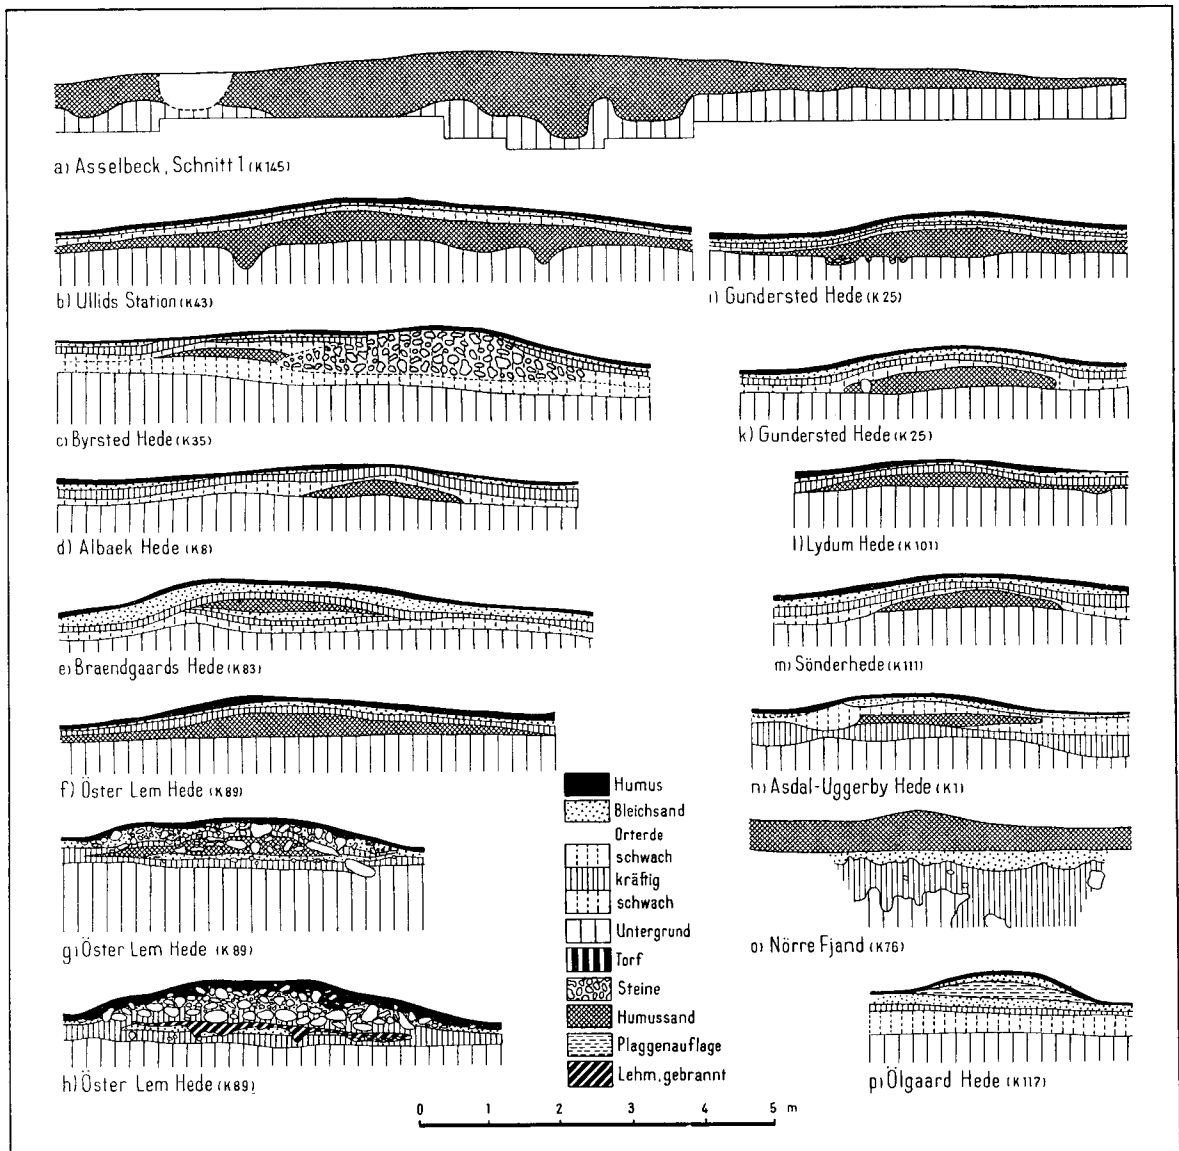 a) Asselbeck, Schnitt 1 (K145)
b) Ullids Station (K43)
c) Byrsted Hede (K35)
d) Albaek Hede (K8)
e) Braendgaards Hede (K83)
f) Öster Lem Hede (K89)
g) Öster Lem Hede (K89)
h) Öster Lem Hede (K89)
i) Gundersted Hede (K25)
k) Gundersted Hede (K25)
l) Lydum Hede (K101)
m) Sönderhede (K111)
n) Asdal-Uggerby Hede (K1)
o) Nörre Fjand (K76)
p) Ölgaard Hede (K117)
Humus
Bleichsand
Orterde
schwach
kräftig
schwach
Untergrund
Torf
Steine
Humussand
Plaggenauflage
Lehm, gebrannt
0 1 2 3 4 5 m